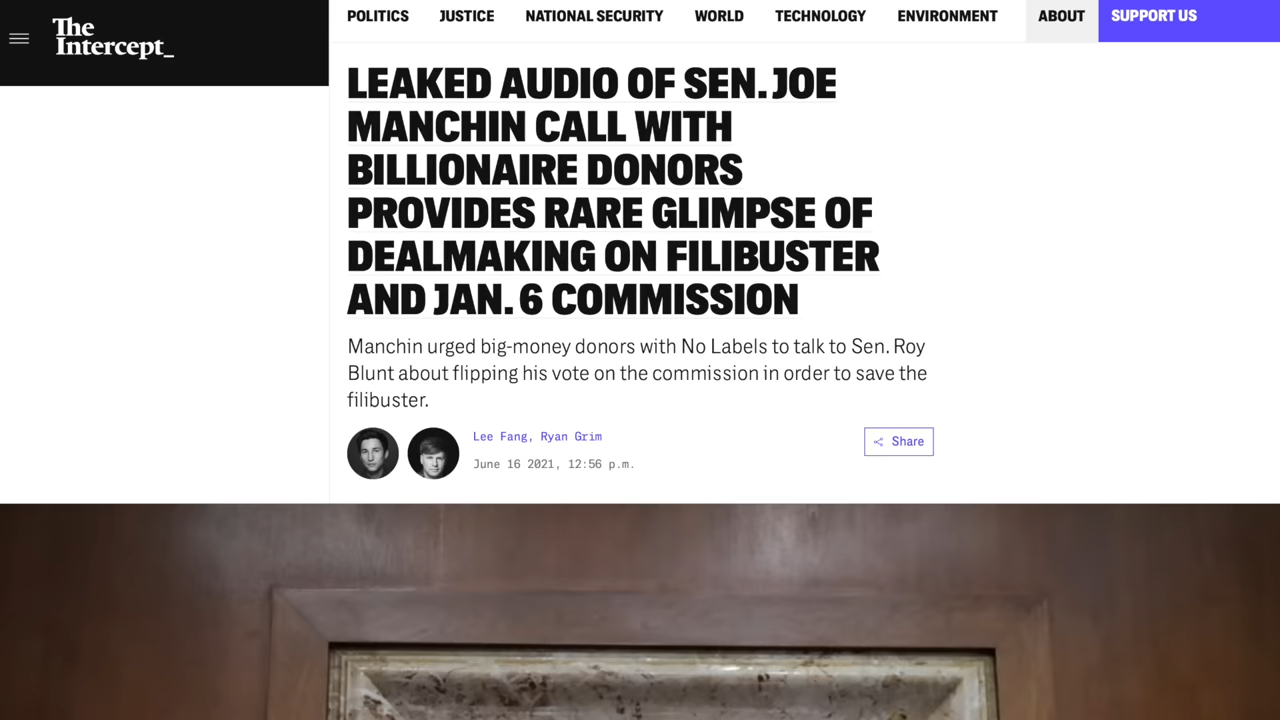 The
Intercept_
POLITICS JUSTICE NATIONAL SECURITY WORLD TECHNOLOGY ENVIRONMENT ABOUT SUPPORT US
LEAKED AUDIO OF SEN. JOE
MANCHIN CALL WITH
BILLIONAIRE DONORS
PROVIDES RARE GLIMPSE OF
DEALMAKING ON FILIBUSTER
AND JAN. 6 COMMISSION
Manchin urged big-money donors with No Labels to talk to Sen. Roy
Blunt about flipping his vote on the commission in order to save the
filibuster.
Lee Fang, Ryan Grim
June 16 2021, 12:56 p.m.
Share